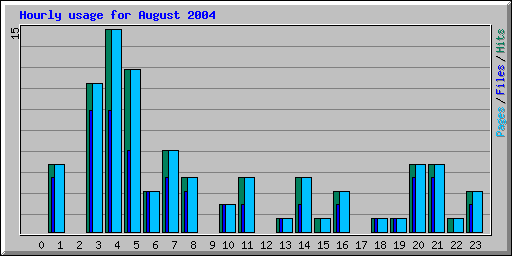 Hourly usage for August 2004
15
Pages / Files / Hits
0 1 2 3 4 5 6 7 8 9 10 11 12 13 14 15 16 17 18 19 20 21 22 23